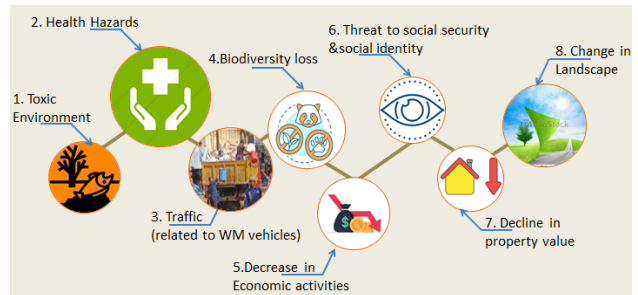 1. Toxic
Environment
2. Health Hazards
3. Traffic
(related to WM vehicles)
4.Biodiversity loss
5.Decrease in
Economic activities
6. Threat to social security
&social identity
7. Decline in
property value
8. Change in
Landscape